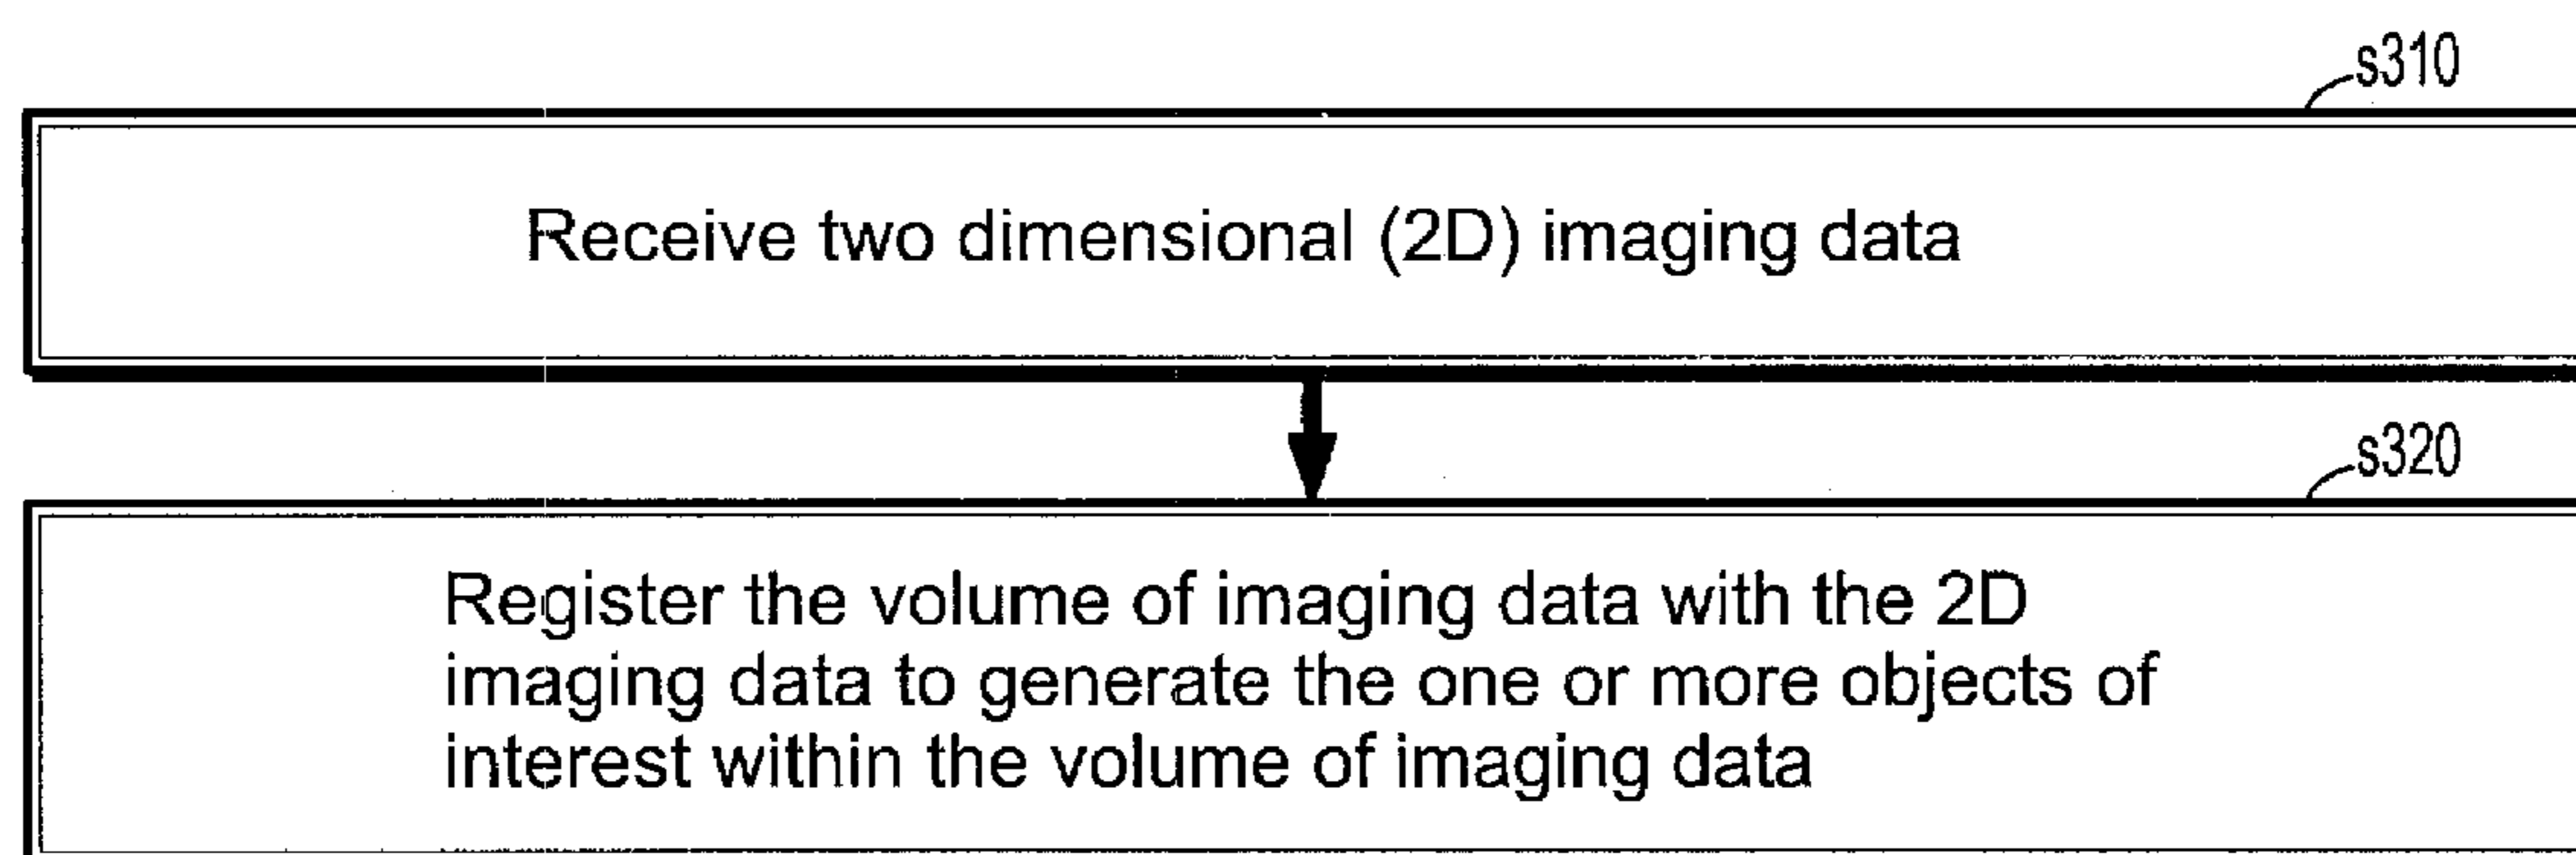 s310
Receive two dimensional (2D) imaging data
s320
Register the volume of imaging data with the 2D
imaging data to generate the one or more objects of
interest within the volume of imaging data